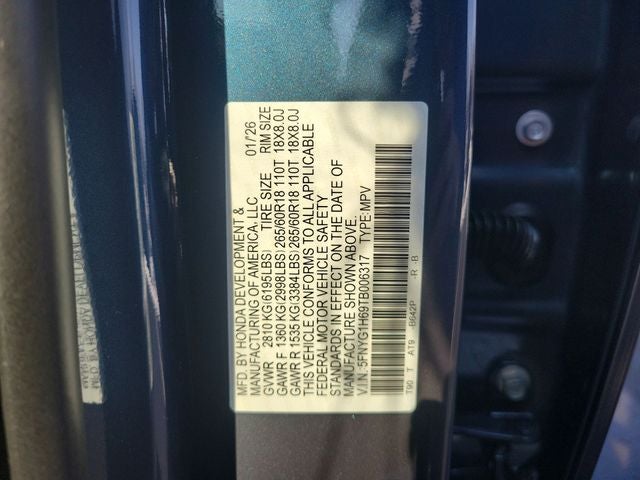 MFD. BY HONDA DEVELOPMENT & 01/'26
MANUFACTURING OF AMERICA,LLC
GVWR 2810 KG(6195LBS) TIRE SIZE RIM SIZE
GAWR F 1360 KG(2998LBS) 265/60R18 110T 18X8.0J
GAWR R 1535 KG(3384LBS) 265/60R18 110T 18X8.0J
THIS VEHICLE CONFORMS TO ALL APPLICABLE
FEDERAL MOTOR VEHICLE SAFETY
STANDARDS IN EFFECT ON THE DATE OF
MANUFACTURE SHOWN ABOVE.
V.I.N. 5FNYG1H69TB006317 TYPE:MPV
T90 T AT9 -B642P -R -B